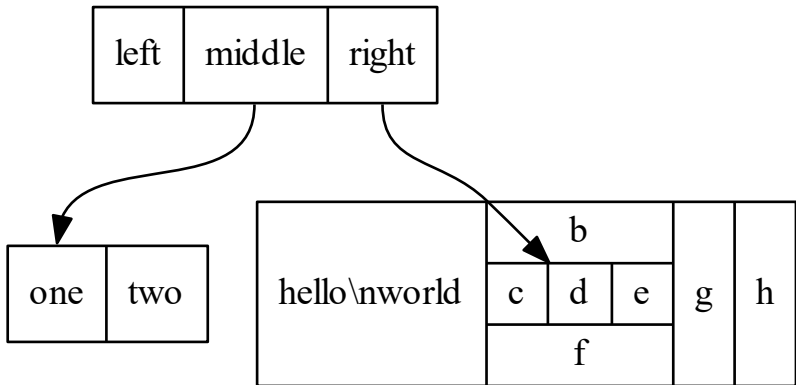 left middle right
one two
hello\nworld
b
c d e
f
g
h